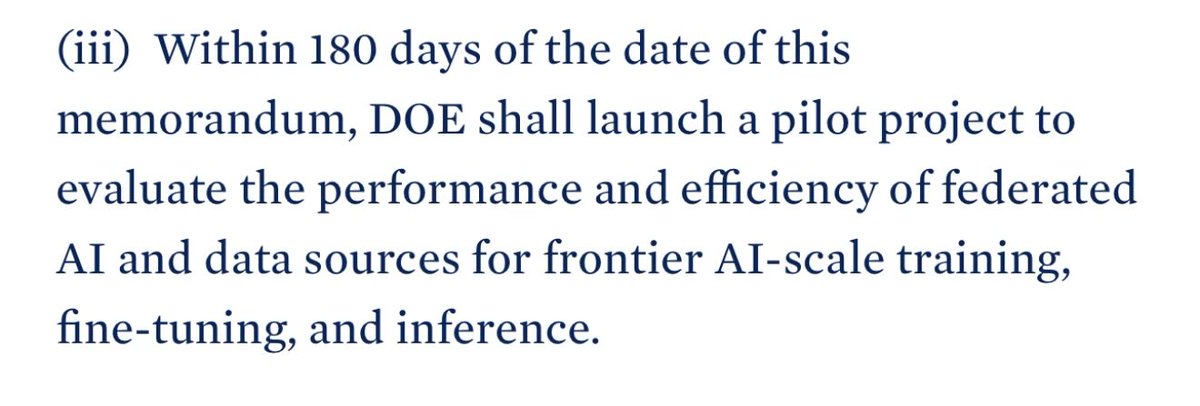 (iii)  Within 180 days of the date of this
memorandum, DOE shall launch a pilot project to
evaluate the performance and efficiency of federated
AI and data sources for frontier AI-scale training,
fine-tuning, and inference.